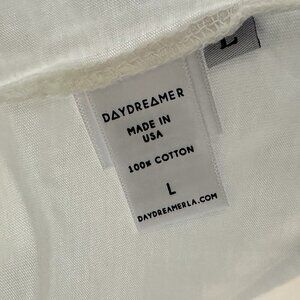 L
DAYDREAMER
MADE IN
USA
100% COTTON
L
DAYDREAMERLA.COM